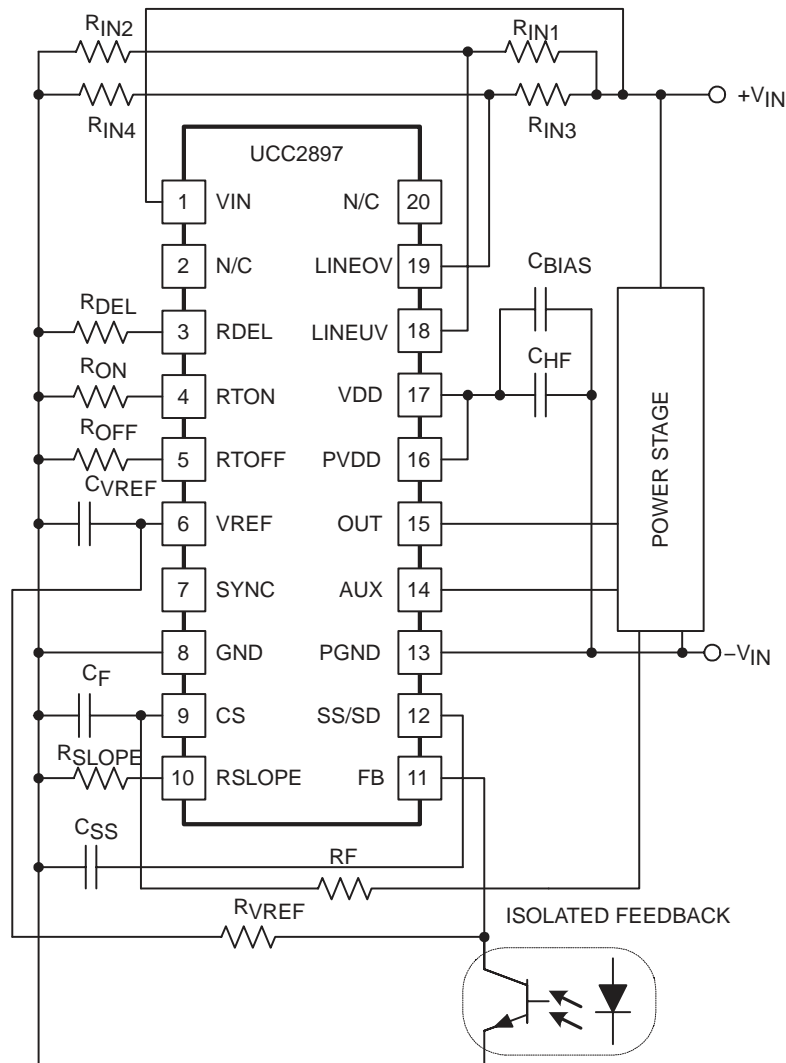 RIN2
RIN1
+VIN
RIN4
RIN3
UCC2897
1 VIN
N/C 20
2 N/C
LINEOV 19
CBIAS
RDEL
3 RDEL
LINEUV 18
CHF
RON
4 RTON
VDD 17
ROFF
5 RTOFF
PVDD 16
CVREF
6 VREF
OUT 15
POWER STAGE
7 SYNC
AUX 14
8 GND
PGND 13
–VIN
CF
9 CS
SS/SD 12
RSLOPE
10 RSLOPE
FB 11
CSS
RF
RVREF
ISOLATED FEEDBACK